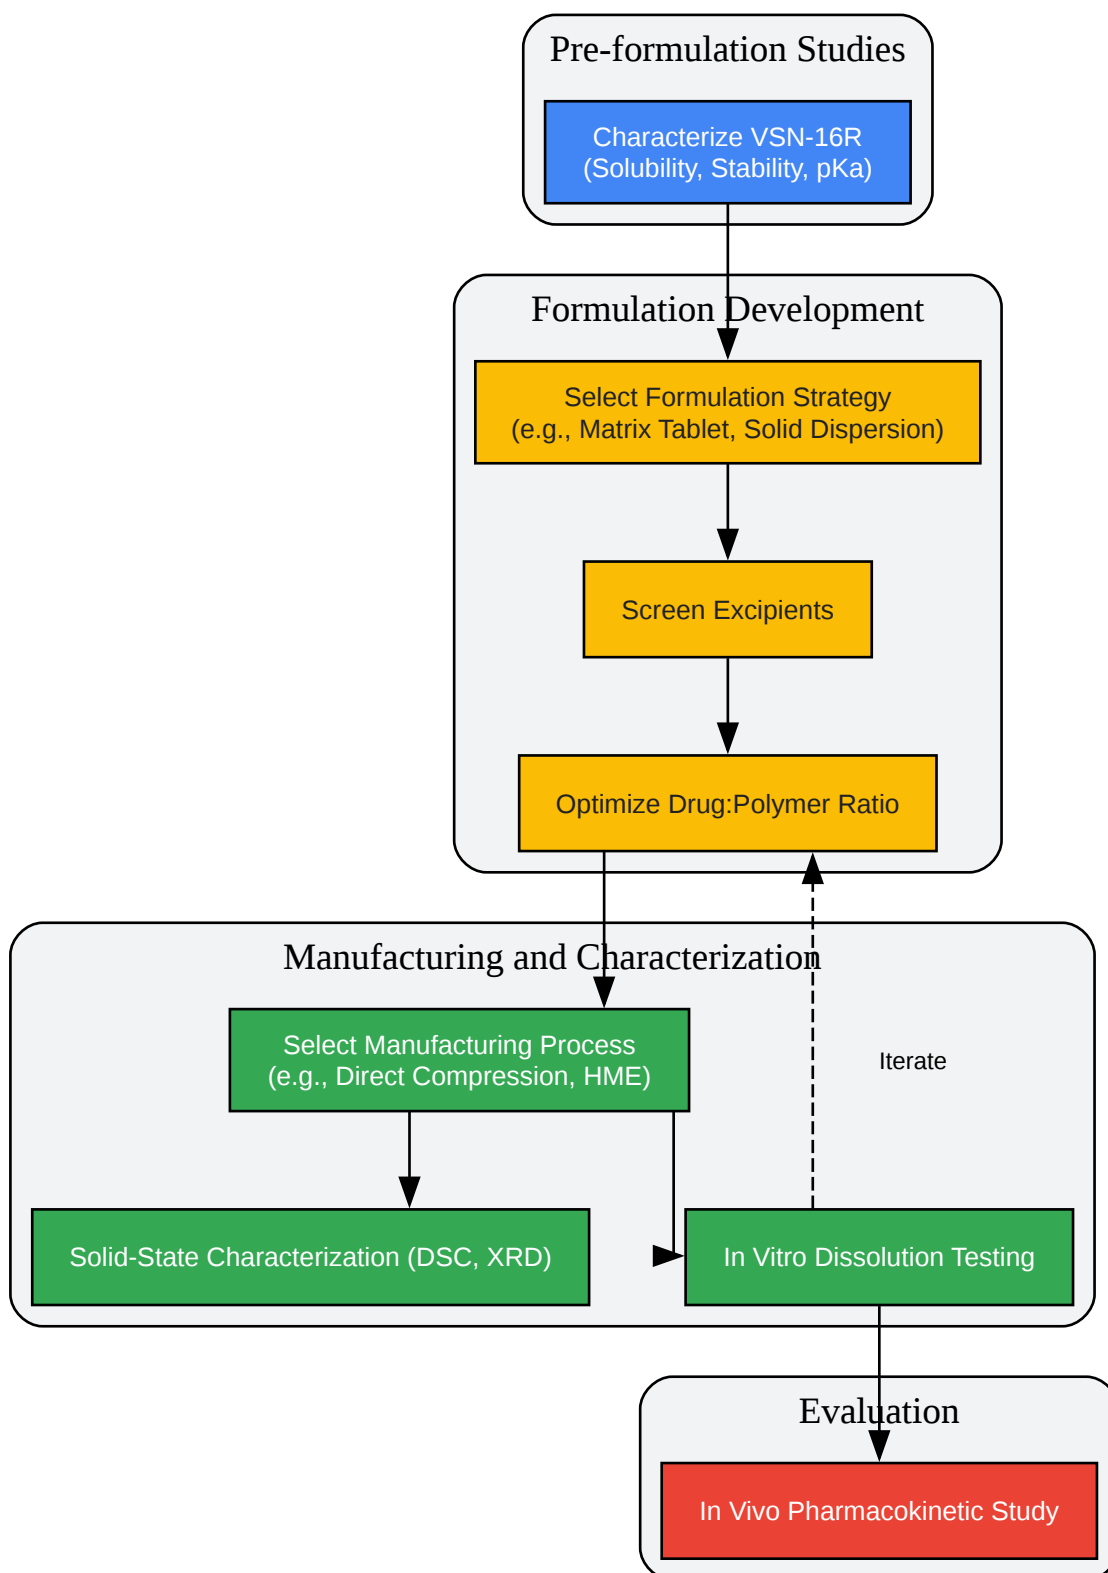 Pre-formulation Studies
Characterize VSN-16R
(Solubility, Stability, pKa)
Formulation Development
Select Formulation Strategy
(e.g., Matrix Tablet, Solid Dispersion)
Screen Excipients
Optimize Drug:Polymer Ratio
Manufacturing and Characterization
Select Manufacturing Process
(e.g., Direct Compression, HME)
Iterate
Solid-State Characterization (DSC, XRD)
In Vitro Dissolution Testing
Evaluation
In Vivo Pharmacokinetic Study